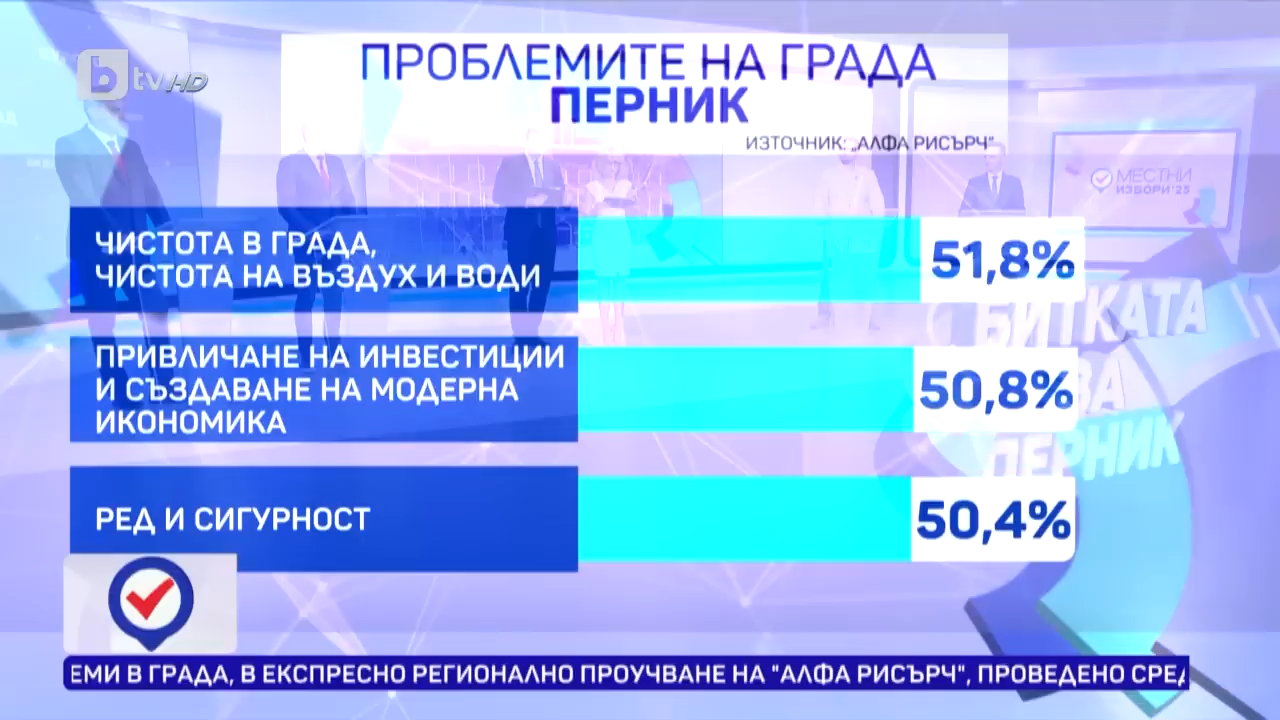 btv HD
ПРОБЛЕМИТЕ НА ГРАДА
ПЕРНИК
ИЗТОЧНИК: „АЛФА РИСЪРЧ“
МЕСТНИ
ИЗБОРИ'25
ЧИСТОТА В ГРАДА,
ЧИСТОТА НА ВЪЗДУХ И ВОДИ
51,8%
БИТКАТА
ЗА
ПЕРНИК
ПРИВЛИЧАНЕ НА ИНВЕСТИЦИИ
И СЪЗДАВАНЕ НА МОДЕРНА
ИКОНОМИКА
50,8%
РЕД И СИГУРНОСТ
50,4%
ЕМИ В ГРАДА, В ЕКСПРЕСНО РЕГИОНАЛНО ПРОУЧВАНЕ НА "АЛФА РИСЪРЧ", ПРОВЕДЕНО СРЕД